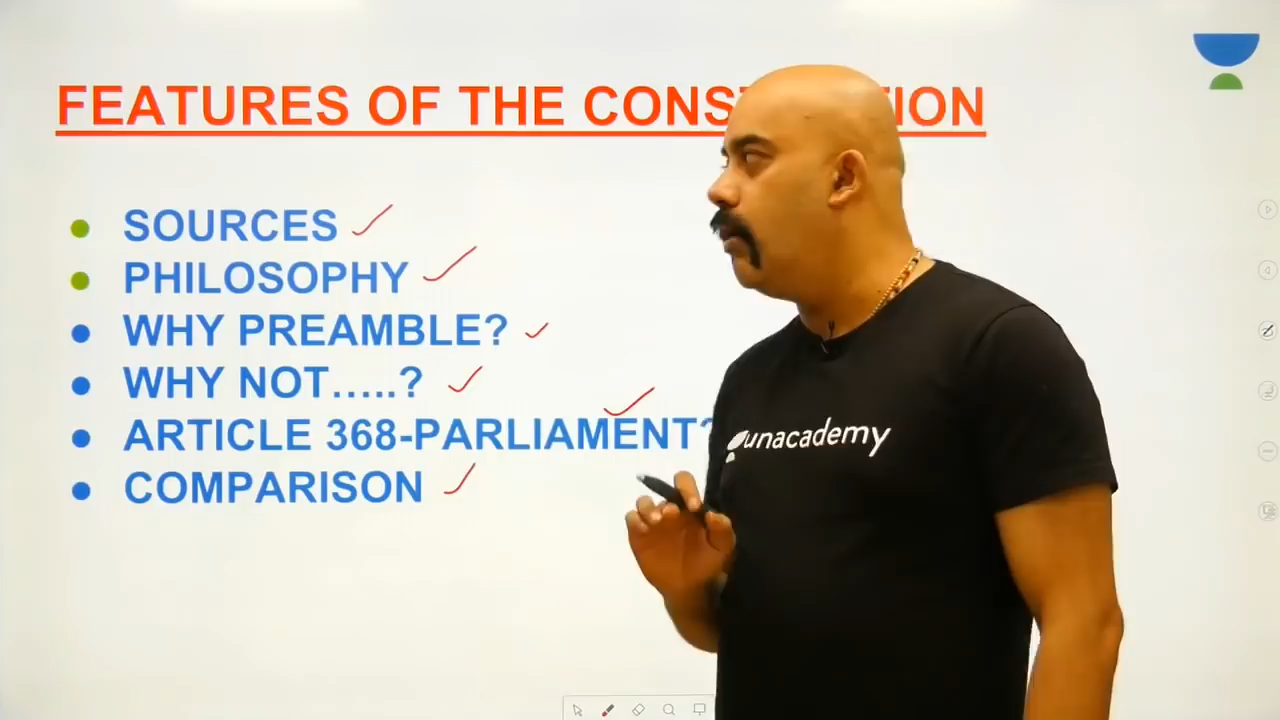 FEATURES OF THE CONS ION
SOURCES
PHILOSOPHY
WHY PREAMBLE?
WHY NOT…..?
ARTICLE 368-PARLIAMENT?
COMPARISON
unacademy